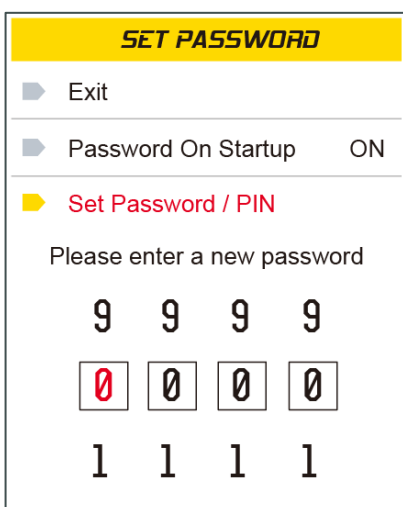 SET PASSWORD
Exit
Password On Startup ON
Set Password / PIN
Please enter a new password
9 9 9 9
0 0 0 0
1 1 1 1